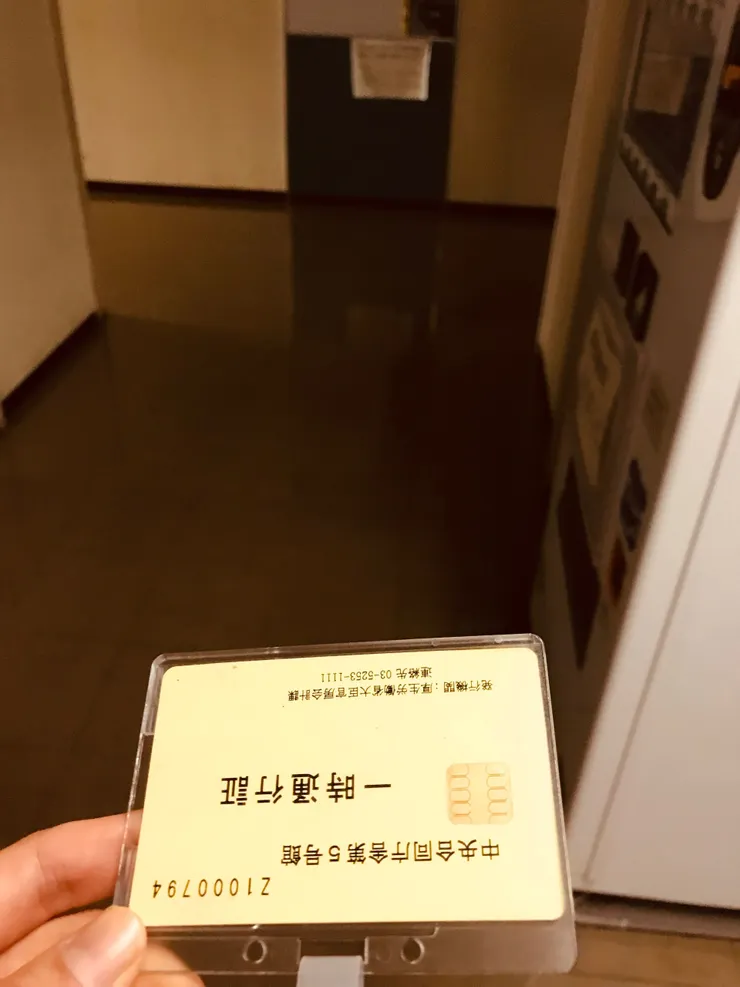 Z1000794
中央合同庁舎第5号館
一時通行証
発行機関：厚生労働省大臣官房会計課
連絡先 03-5253-1111